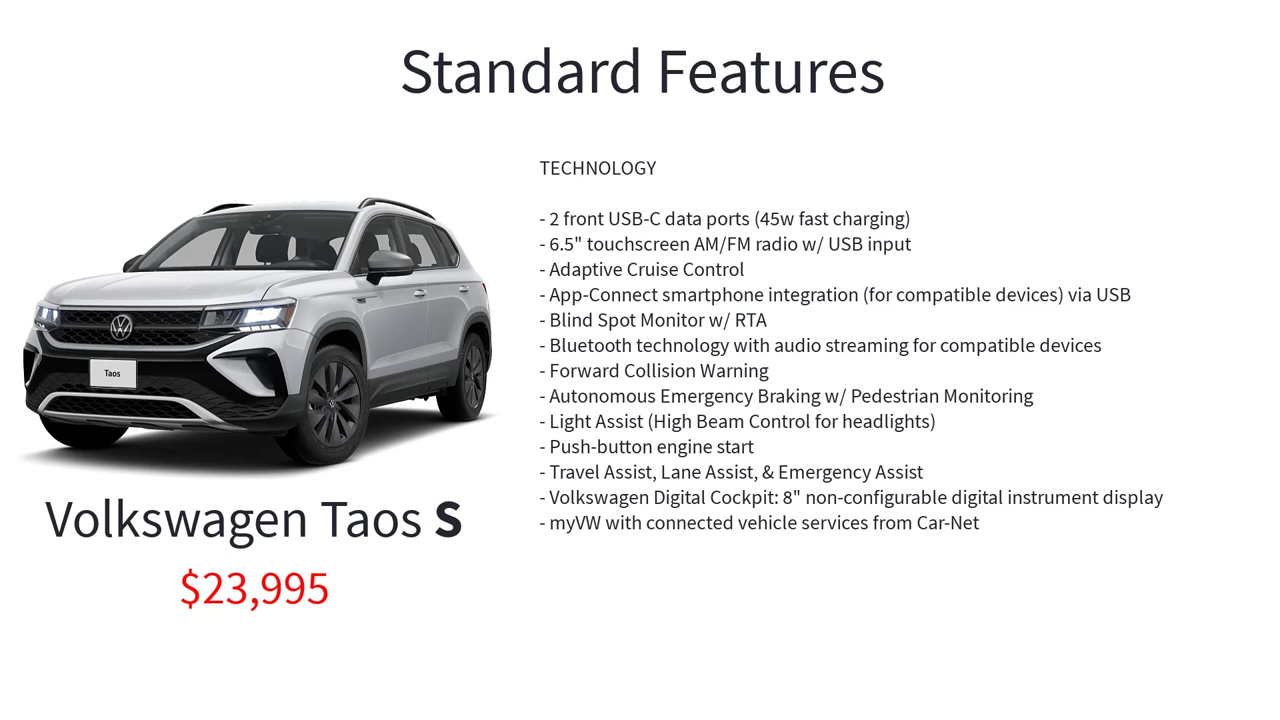 Standard Features
TECHNOLOGY
- 2 front USB-C data ports (45w fast charging)
- 6.5" touchscreen AM/FM radio w/ USB input
- Adaptive Cruise Control
- App-Connect smartphone integration (for compatible devices) via USB
- Blind Spot Monitor w/ RTA
- Bluetooth technology with audio streaming for compatible devices
- Forward Collision Warning
- Autonomous Emergency Braking w/ Pedestrian Monitoring
- Light Assist (High Beam Control for headlights)
- Push-button engine start
- Travel Assist, Lane Assist, & Emergency Assist
- Volkswagen Digital Cockpit: 8" non-configurable digital instrument display
- myVW with connected vehicle services from Car-Net
Taos
Volkswagen Taos S
$23,995